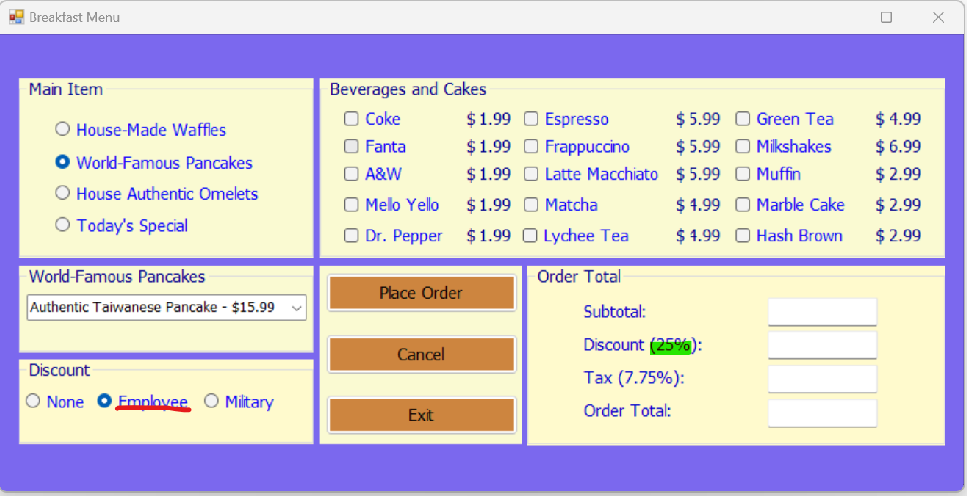 Breakfast Menu
Main Item
House-Made Waffles
World-Famous Pancakes
House Authentic Omelets
Today's Special
Beverages and Cakes
Coke $ 1.99 Espresso $ 5.99 Green Tea $ 4.99
Fanta $ 1.99 Frappuccino $ 5.99 Milkshakes $ 6.99
A&W $ 1.99 Latte Macchiato $ 5.99 Muffin $ 2.99
Mello Yello $ 1.99 Matcha $ 4.99 Marble Cake $ 2.99
Dr. Pepper $ 1.99 Lychee Tea $ 4.99 Hash Brown $ 2.99
World-Famous Pancakes
Authentic Taiwanese Pancake - $15.99
Discount
None Employee Military
Place Order
Cancel
Exit
Order Total
Subtotal:
Discount (25%):
Tax (7.75%):
Order Total: